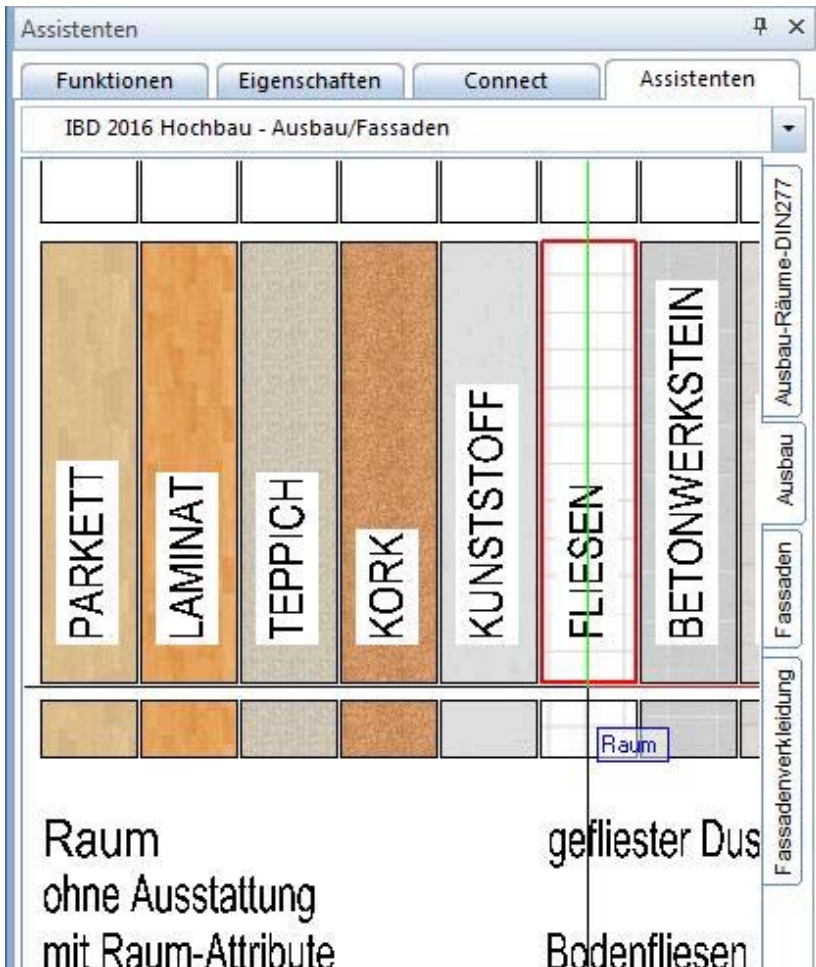 Assistenten
Funktionen
Eigenschaften
Connect
Assistenten
IBD 2016 Hochbau - Ausbau/Fassaden
PARKETT
LAMINAT
TEPPICH
KORK
KUNSTSTOFF
FLIESEN
BETONWERKSTEIN
Ausbau-Räume-DIN277
Ausbau
Fassaden
Fassadenverkleidung
Raum
Raum
ohne Ausstattung
mit Raum-Attribute
gefliester Dus
Bodenfliesen